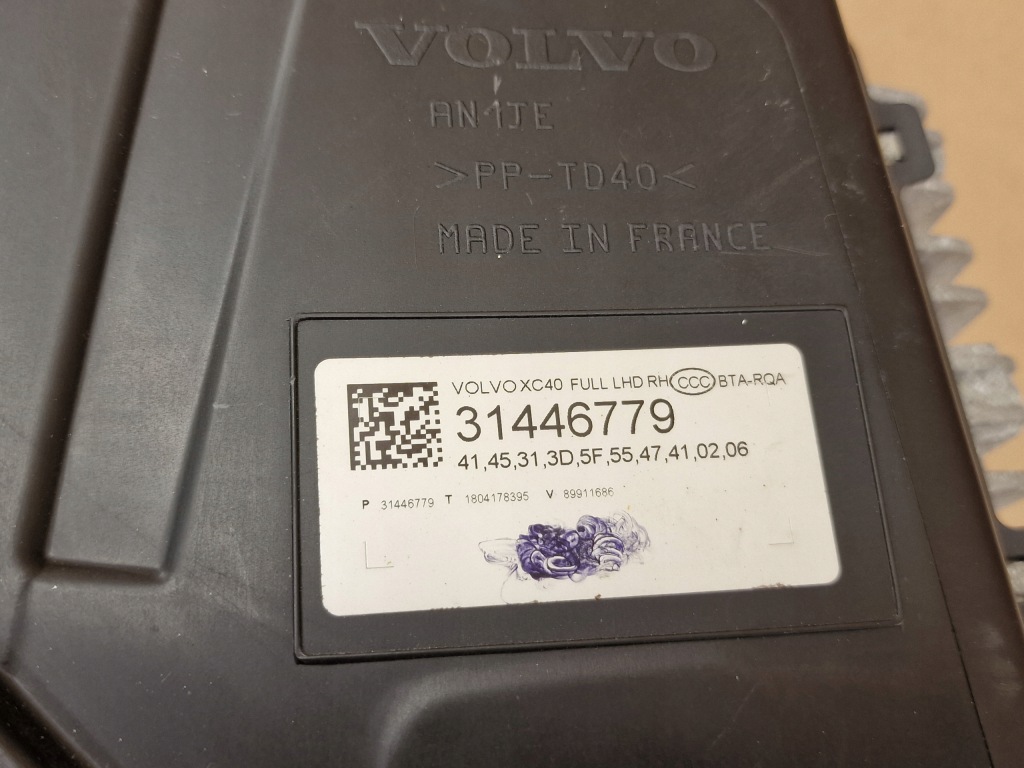 VOLVO
AN1JE
>PP-TD40<
MADE IN FRANCE
VOLVO XC40 FULL LHD RH CCC BTA-RQA
31446779
41,45,31,3D,5F,55,47,41,02,06
P 31446779 T 1804178395 V 89911686